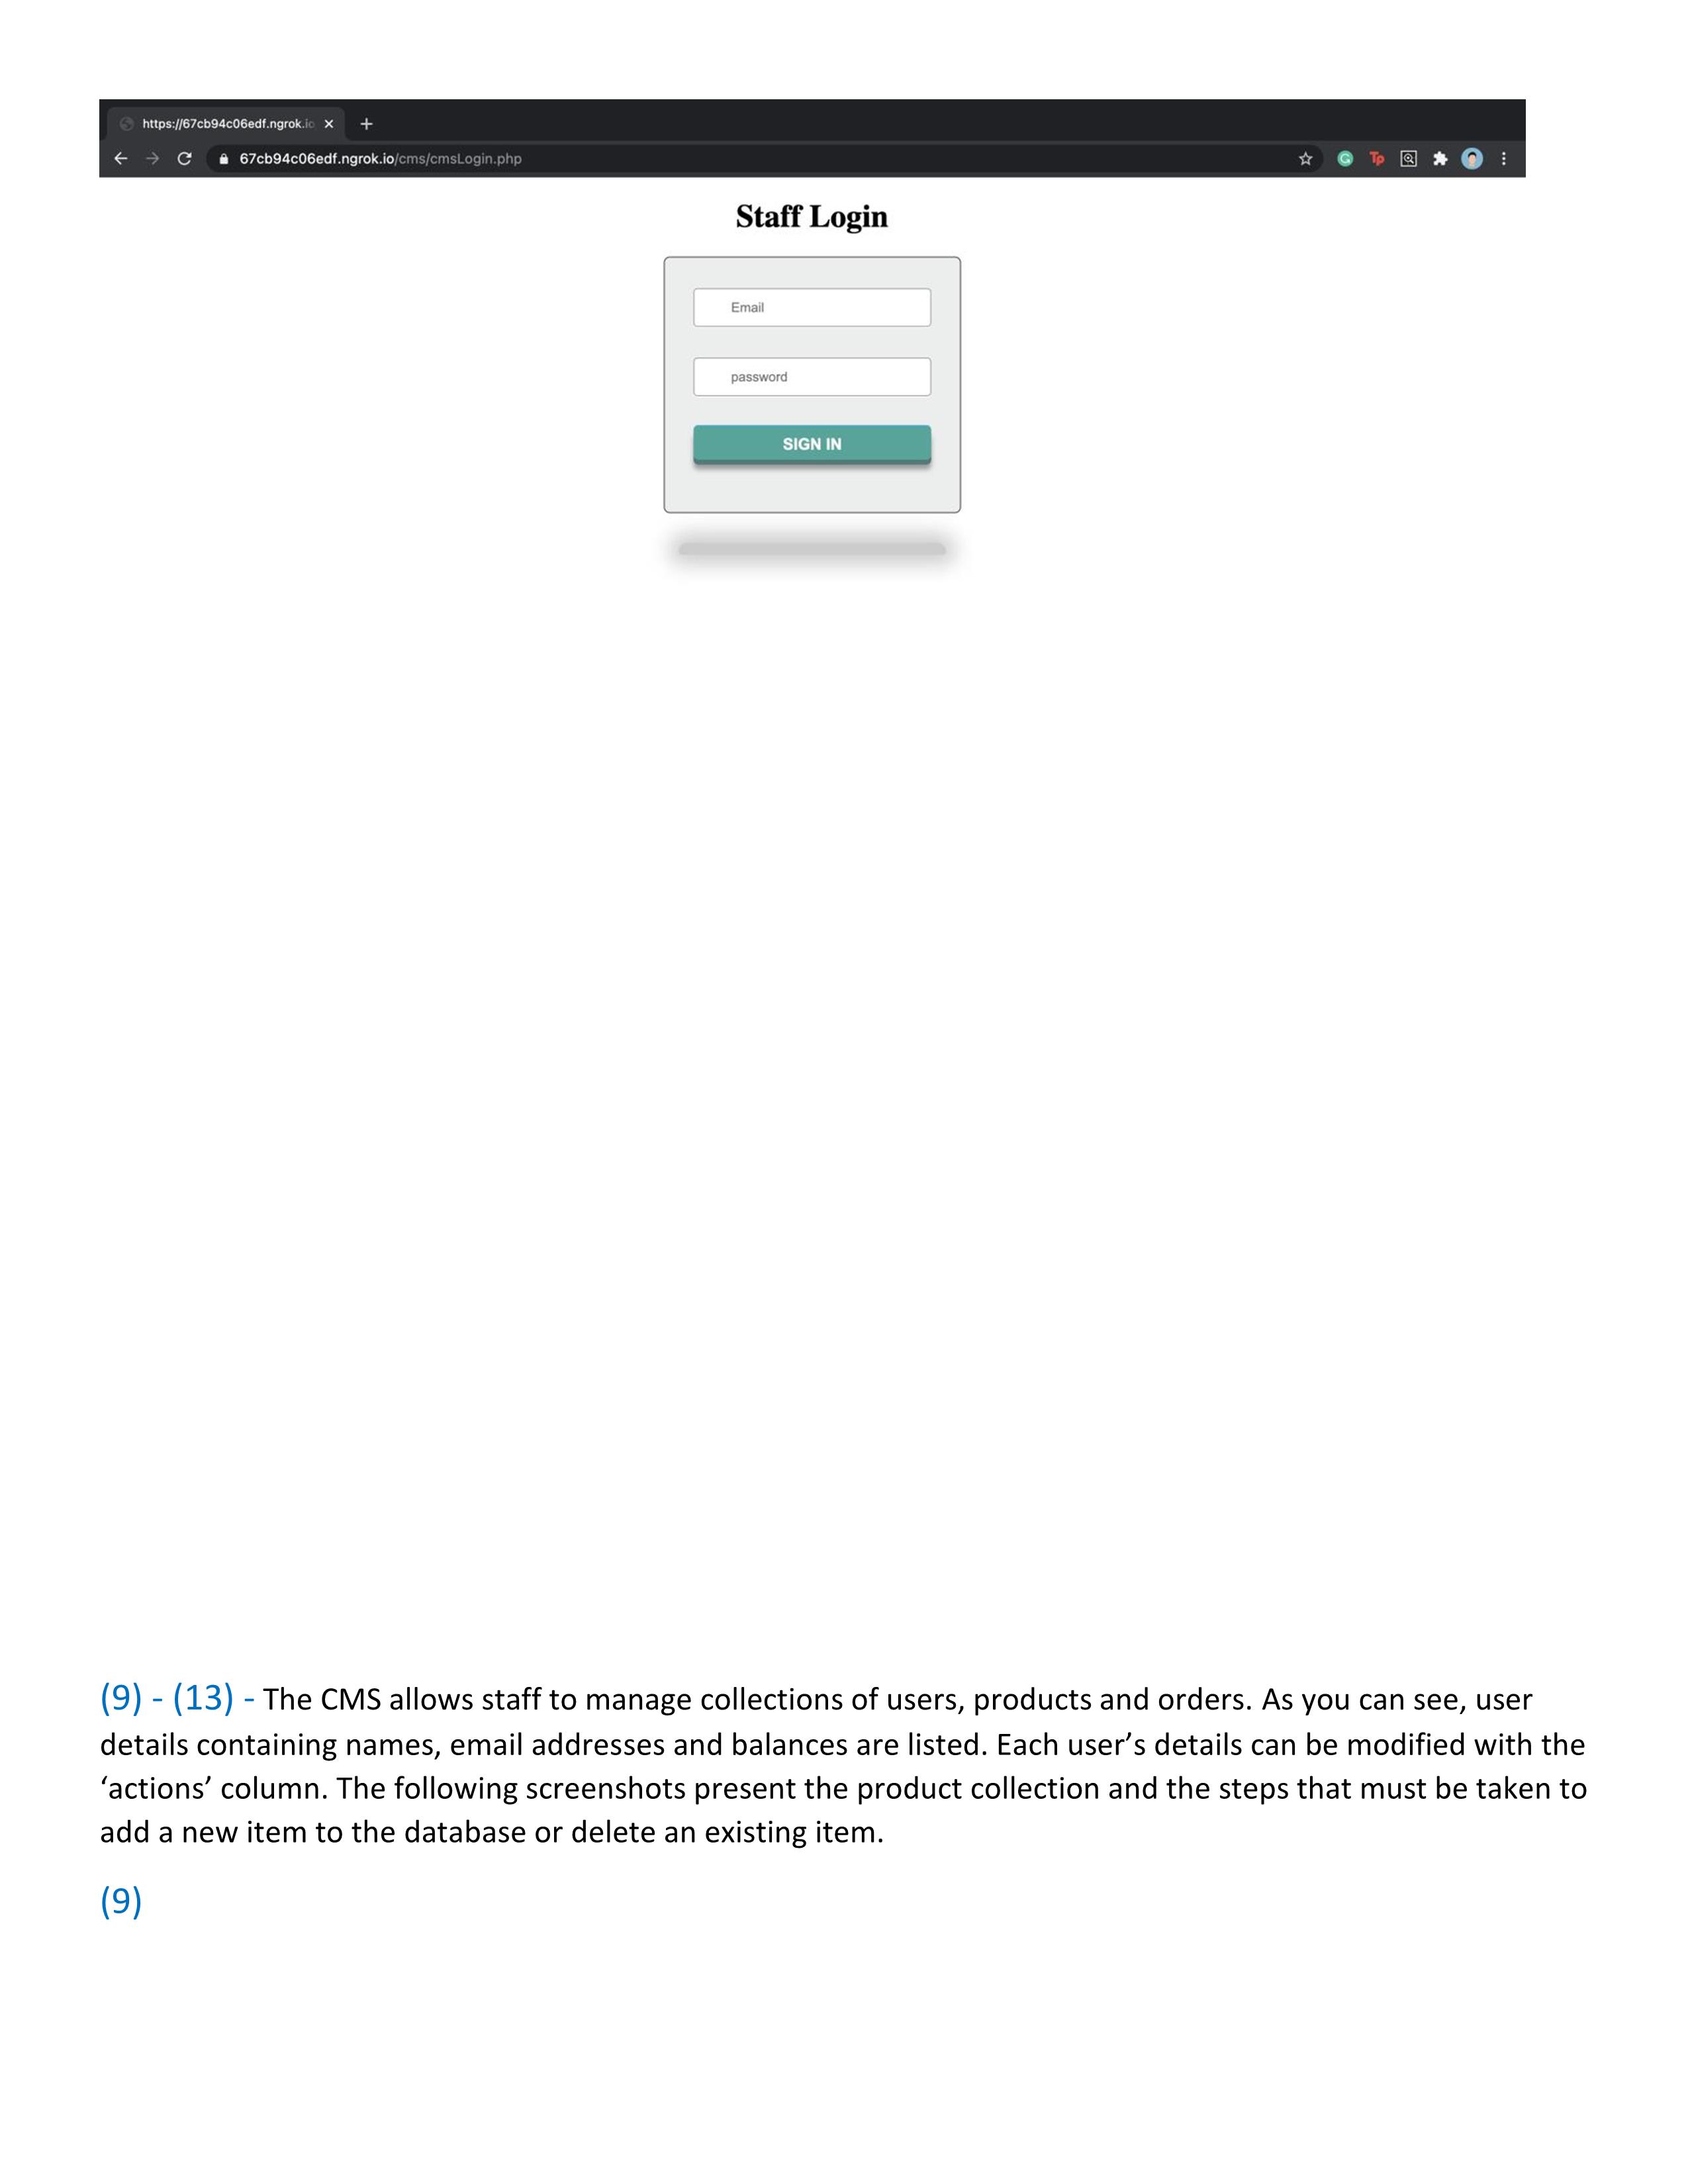 https://67cb94c06edf.ngrok.io
67cb94c06edf.ngrok.io/cms/cmsLogin.php
Tp
Staff Login
Email
password
SIGN IN
(9) - (13) - The CMS allows staff to manage collections of users, products and orders. As you can see, user
details containing names, email addresses and balances are listed. Each user’s details can be modified with the
‘actions’ column. The following screenshots present the product collection and the steps that must be taken to
add a new item to the database or delete an existing item.
(9)